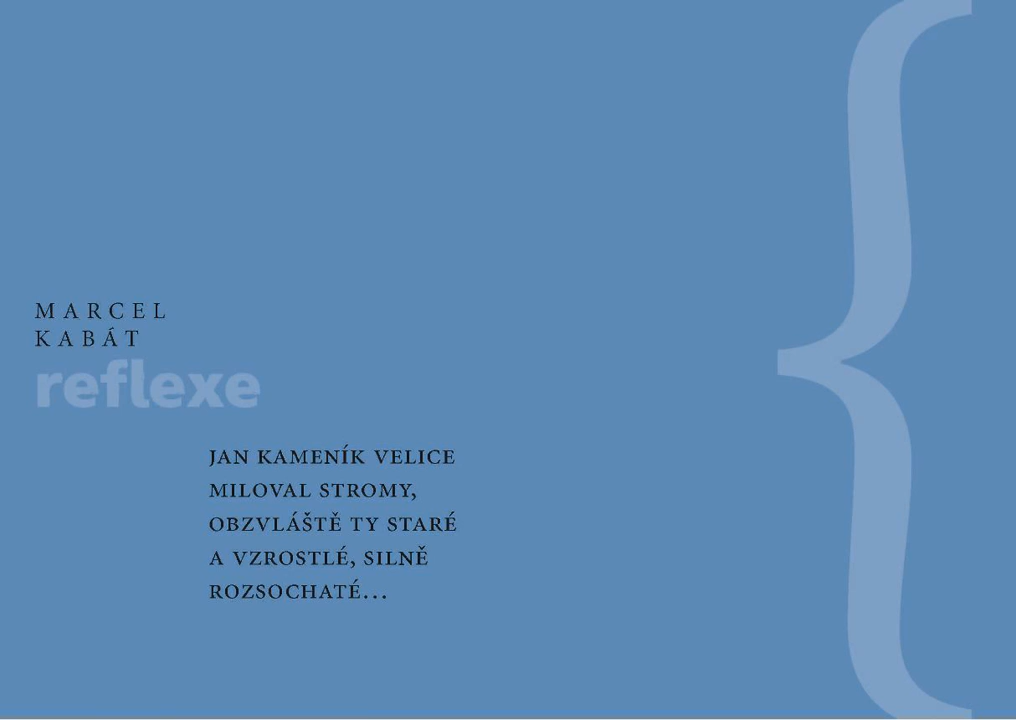 MARCEL
KABÁT
reflexe
JAN KAMENÍK VELICE
MILOVAL STROMY,
OBZVLÁŠTĚ TY STARÉ
A VZROSTLÉ, SILNĚ
ROZSOCHATÉ...